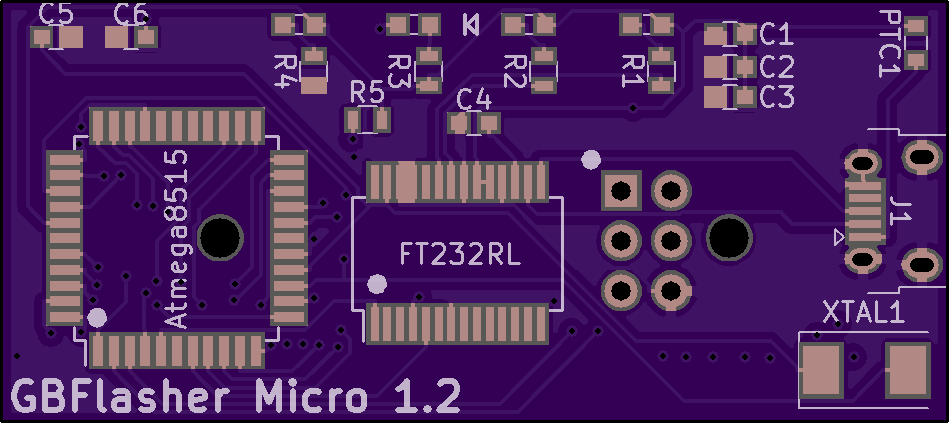 C5
C6
R4
R3
R2
R1
C1
C2
C3
PTC1
R5
C4
Atmega8515
FT232RL
J1
XTAL1
GBFlasher Micro 1.2